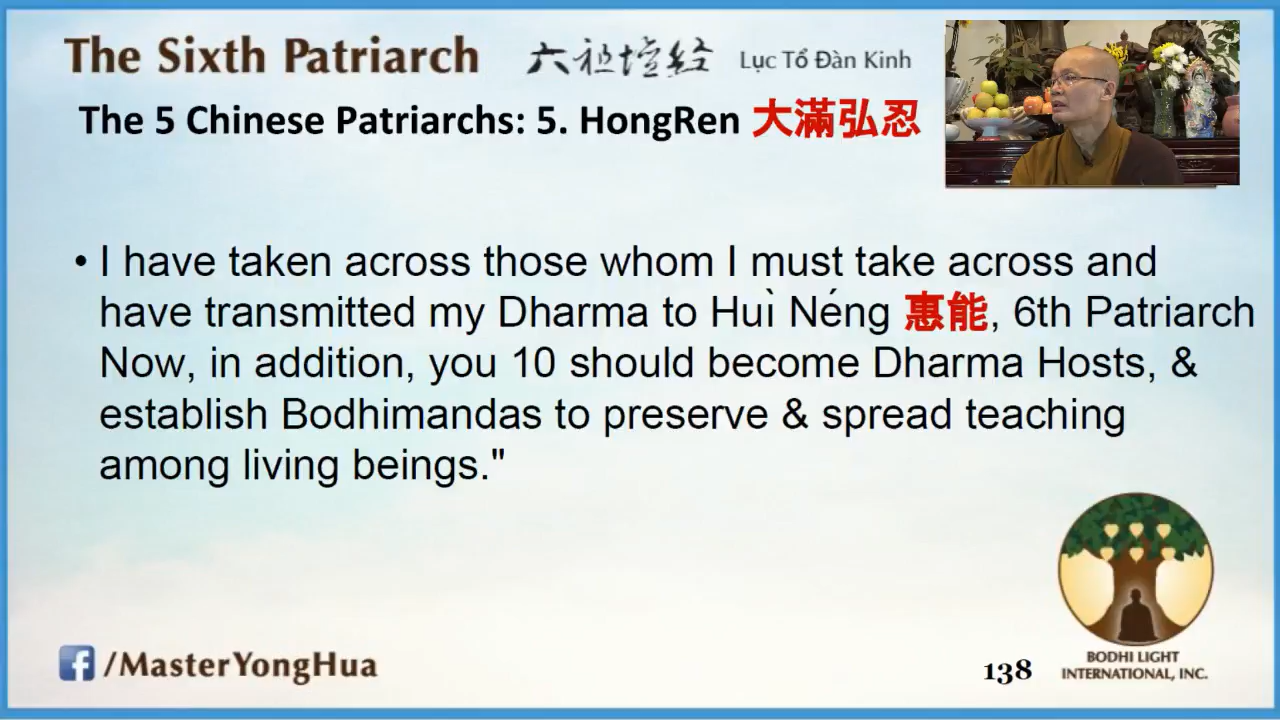 The Sixth Patriarch 六祖壇经 Lục Tổ Đàn Kinh
The 5 Chinese Patriarchs: 5. HongRen 大滿弘忍
• I have taken across those whom I must take across and
have transmitted my Dharma to Huì Néng 惠能, 6th Patriarch
Now, in addition, you 10 should become Dharma Hosts, &
establish Bodhimandas to preserve & spread teaching
among living beings."
/MasterYongHua
138
BODHI LIGHT
INTERNATIONAL, INC.